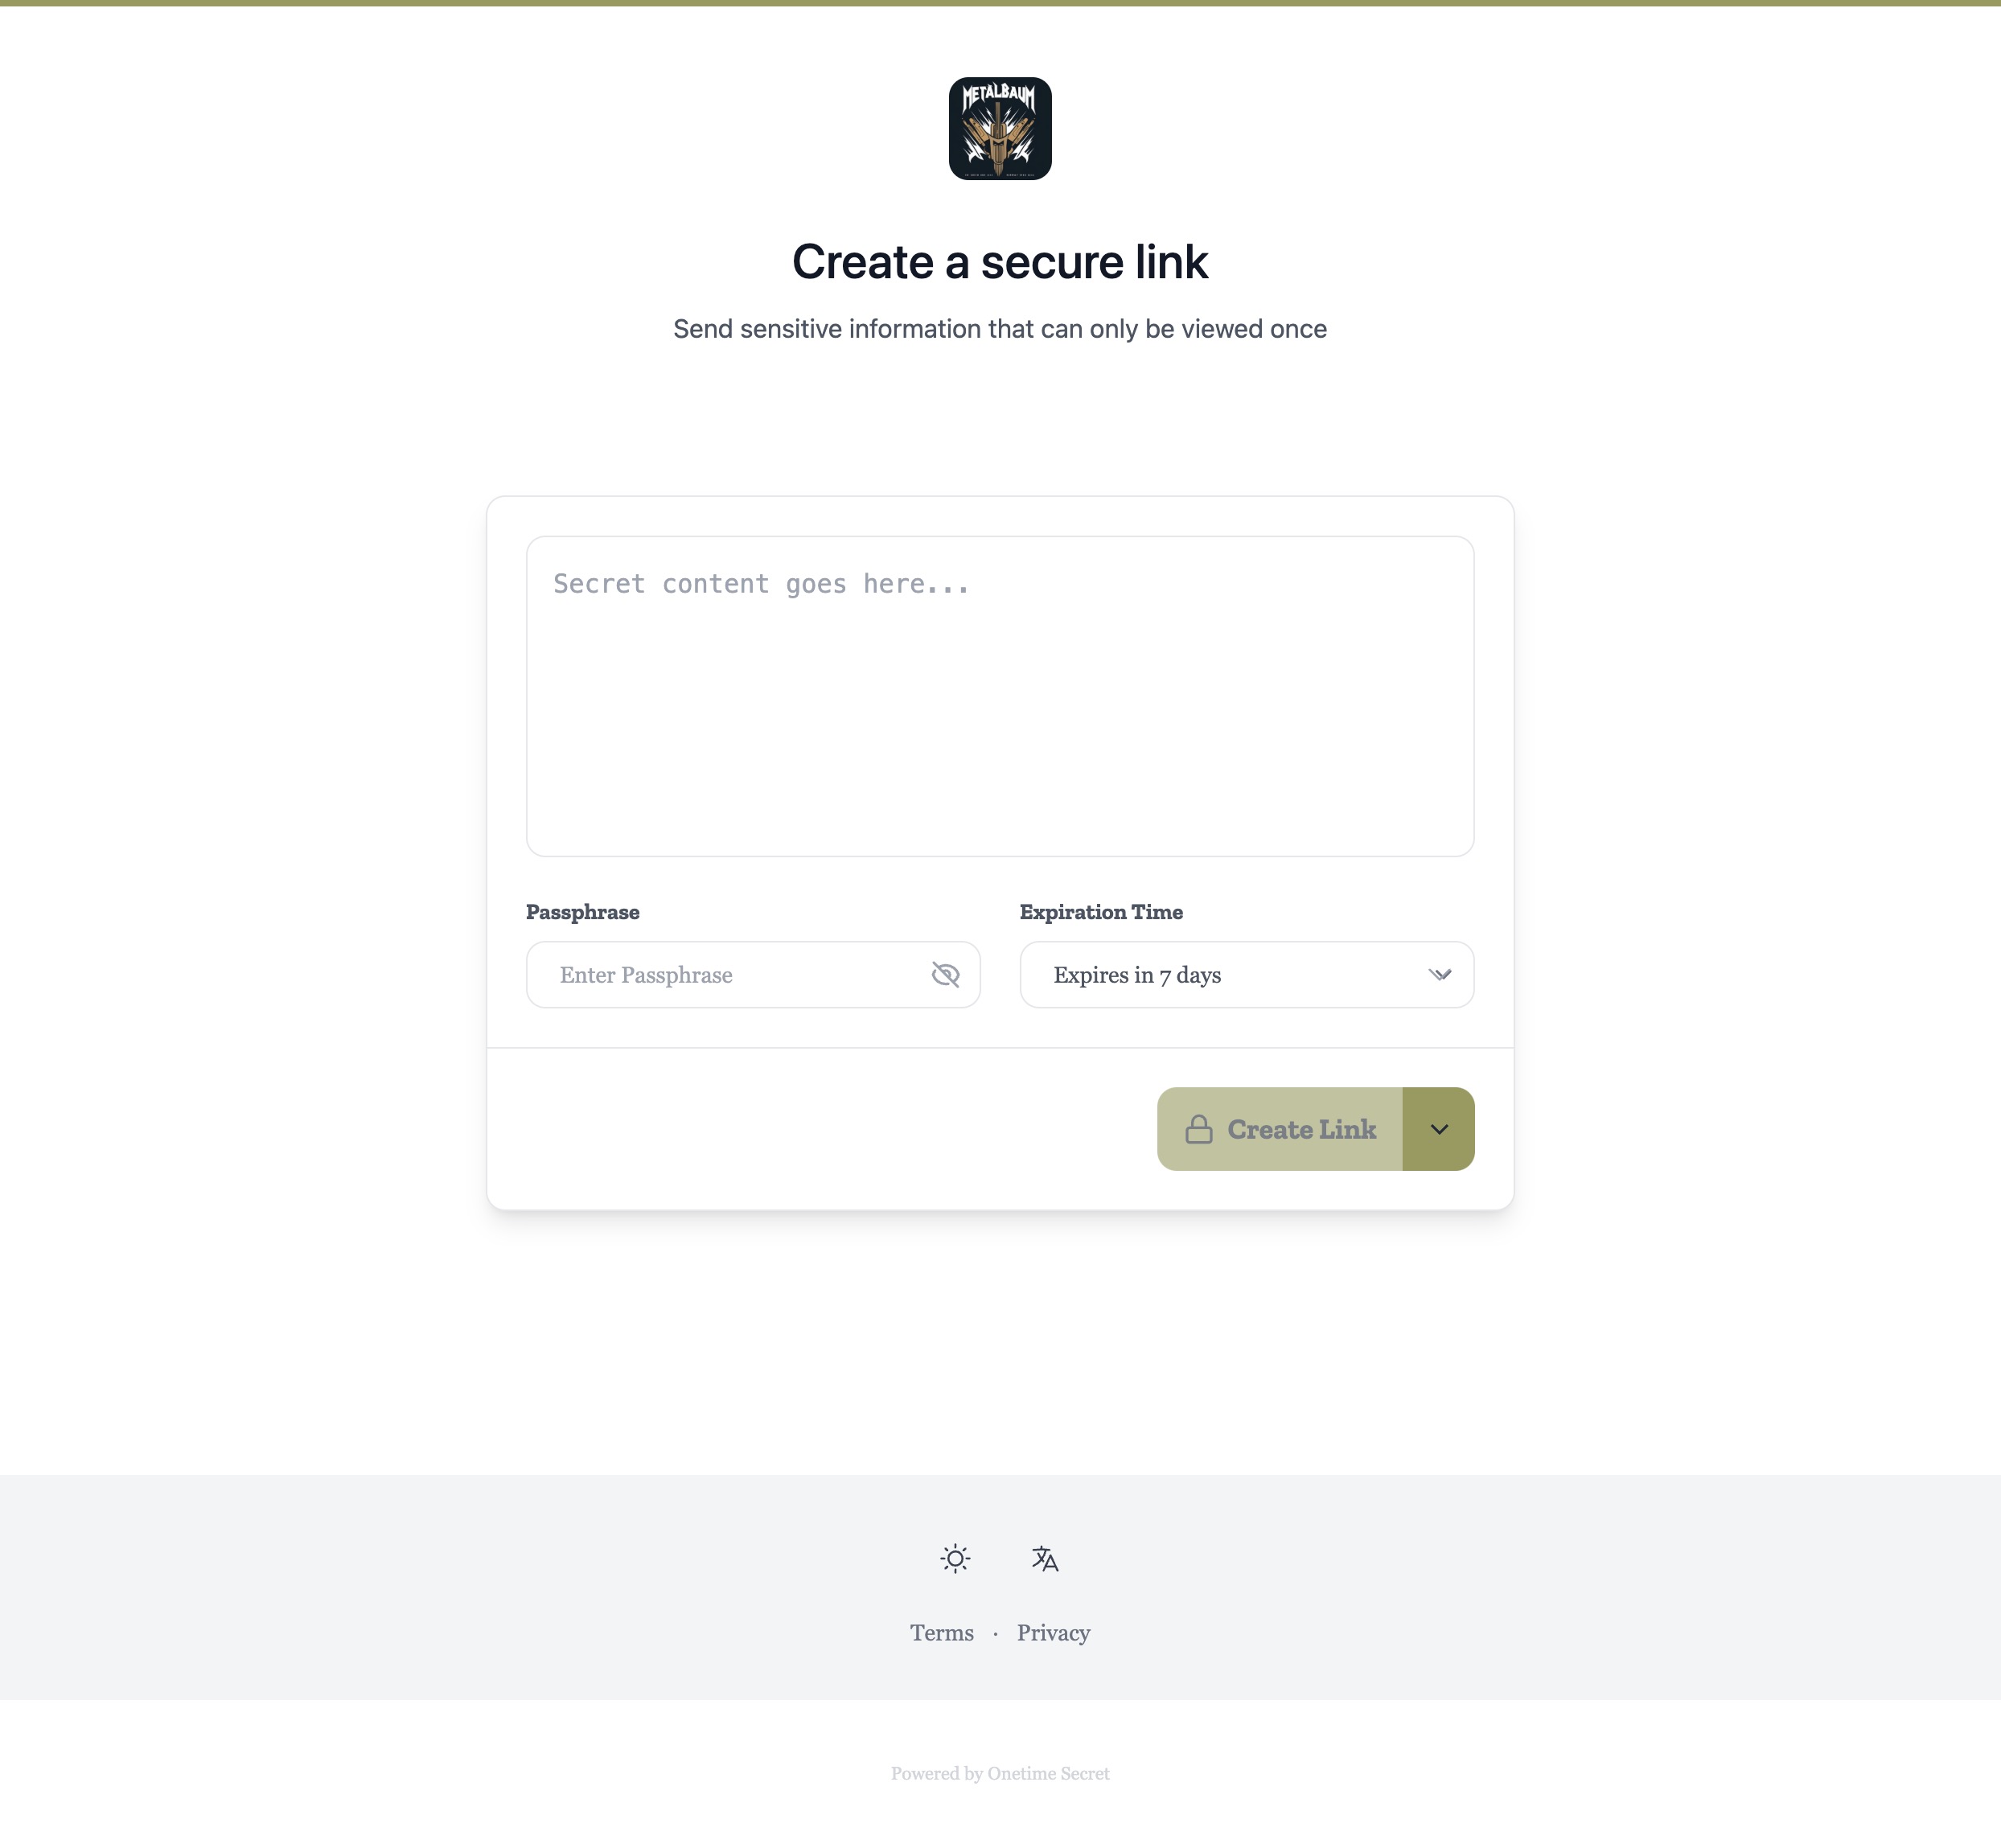 METALBAUM
Create a secure link
Send sensitive information that can only be viewed once
Secret content goes here...
Passphrase
Expiration Time
Enter Passphrase
Expires in 7 days
Create Link
Terms · Privacy
Powered by Onetime Secret